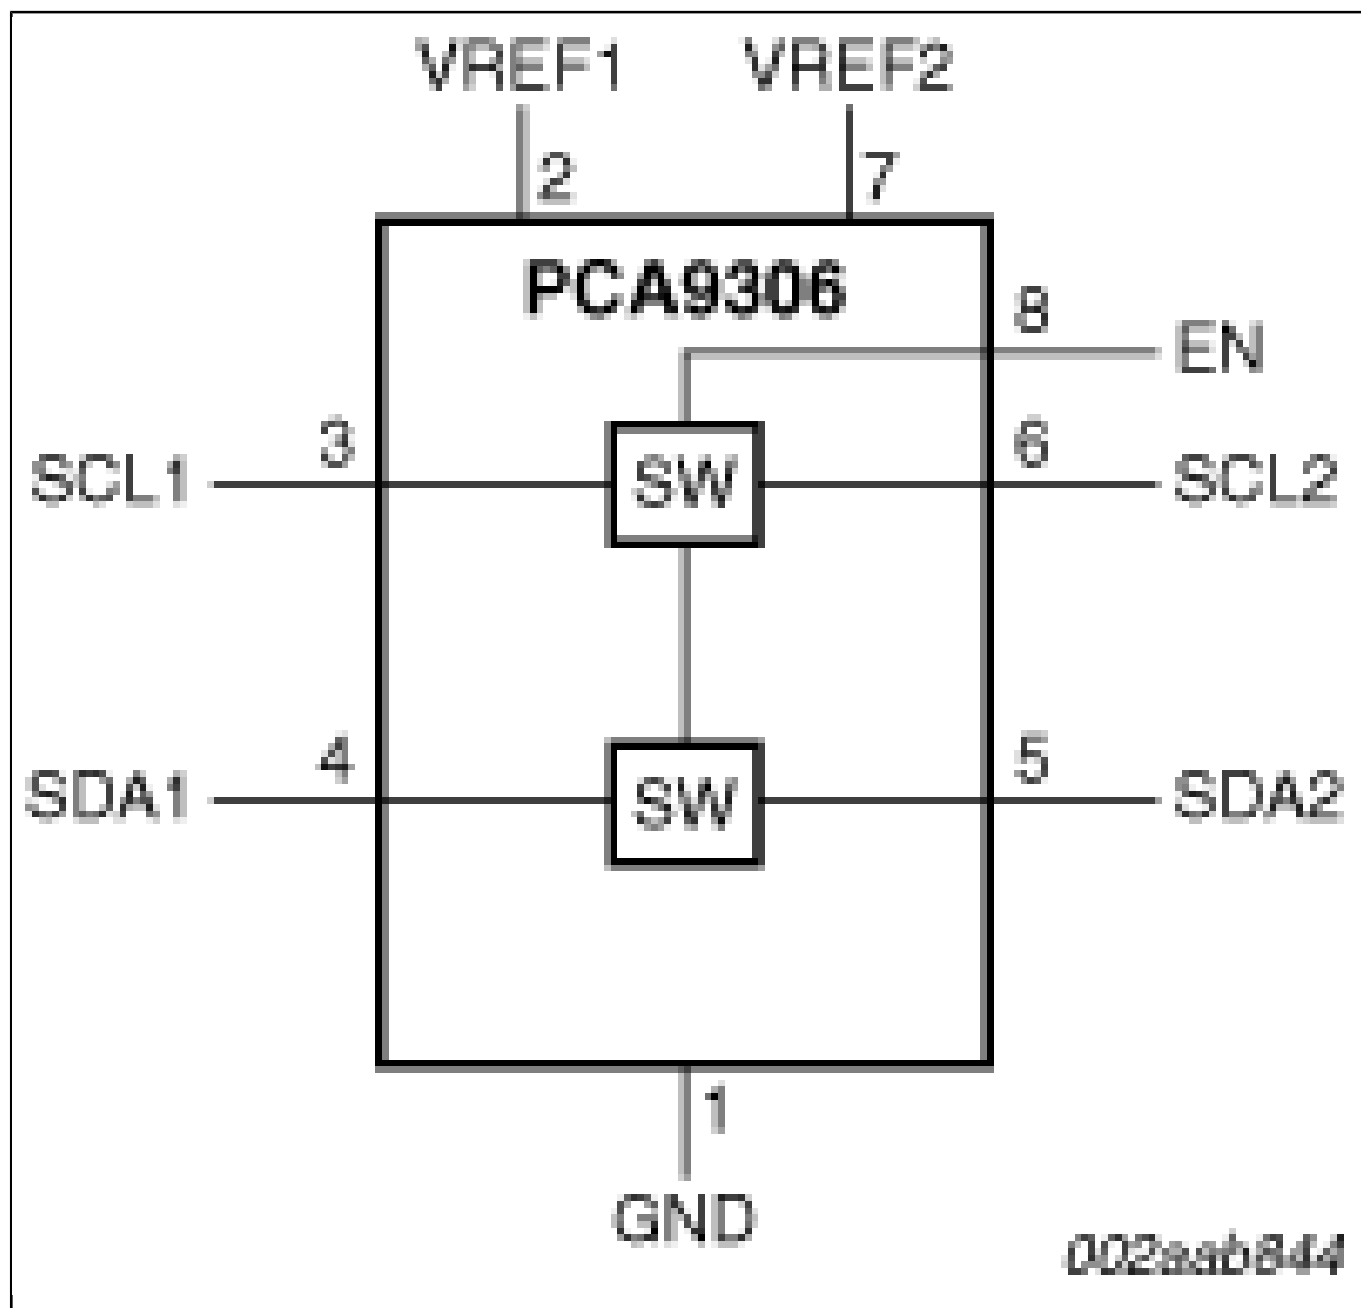 VREF1 VREF2
2 7
PCA9306
8 EN
SCL1 3 SW 6 SCL2
SDA1 4 SW 5 SDA2
1
GND
002aab844